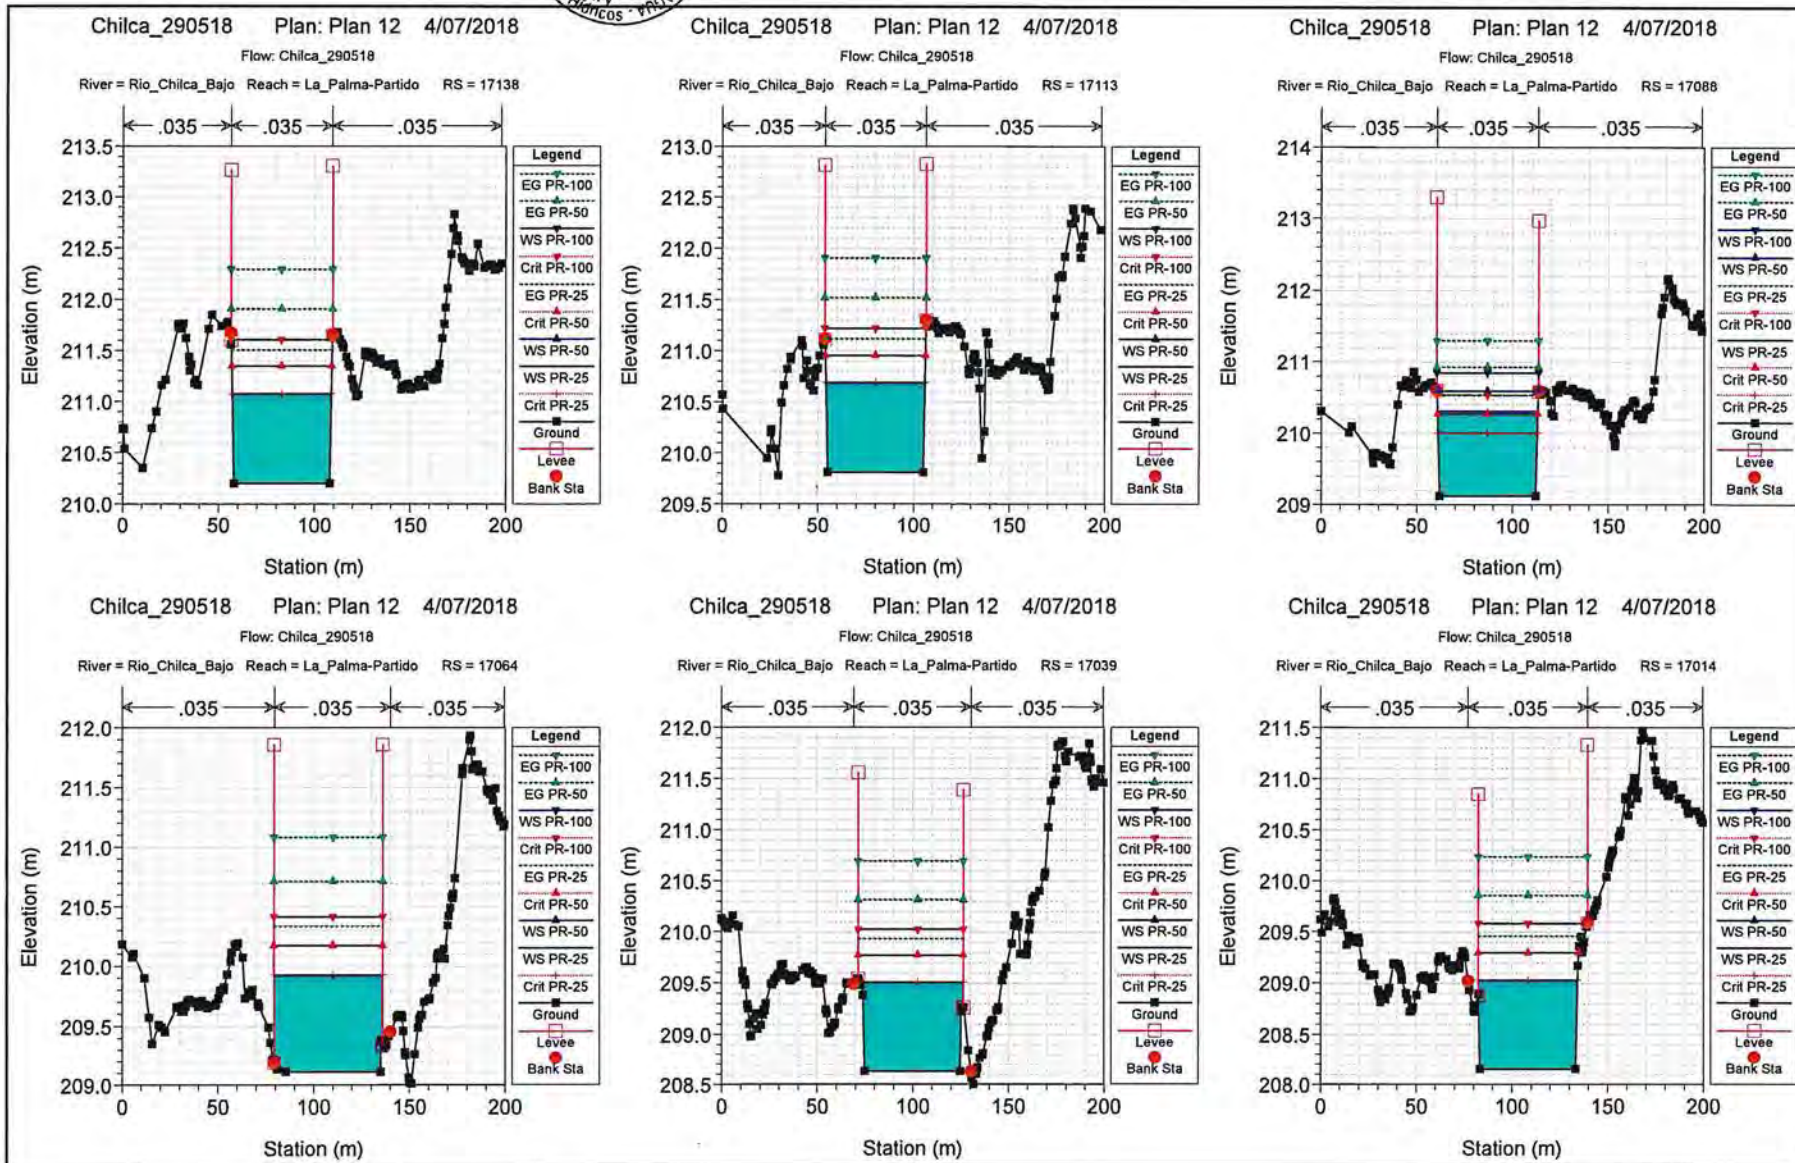 Hídricos
Chilca_290518 Plan: Plan 12 4/07/2018
Flow: Chilca_290518
River = Rio_Chilca_Bajo Reach = La_Palma-Partido RS = 17138
.035 .035 .035
213.5
213.0
212.5
212.0
211.5
211.0
210.5
210.0
Elevation (m)
0 50 100 150 200
Station (m)
Legend
EG PR-100
EG PR-50
WS PR-100
Crit PR-100
EG PR-25
Crit PR-50
WS PR-50
WS PR-25
Crit PR-25
Ground
Levee
Bank Sta
Chilca_290518 Plan: Plan 12 4/07/2018
Flow: Chilca_290518
River = Rio_Chilca_Bajo Reach = La_Palma-Partido RS = 17113
.035 .035 .035
213.0
212.5
212.0
211.5
211.0
210.5
210.0
209.5
Elevation (m)
0 50 100 150 200
Station (m)
Legend
EG PR-100
EG PR-50
WS PR-100
Crit PR-100
EG PR-25
Crit PR-50
WS PR-50
WS PR-25
Crit PR-25
Ground
Levee
Bank Sta
Chilca_290518 Plan: Plan 12 4/07/2018
Flow: Chilca_290518
River = Rio_Chilca_Bajo Reach = La_Palma-Partido RS = 17088
.035 .035 .035
214
213
212
211
210
209
Elevation (m)
0 50 100 150 200
Station (m)
Legend
EG PR-100
EG PR-50
WS PR-100
WS PR-50
EG PR-25
Crit PR-100
WS PR-25
Crit PR-50
Crit PR-25
Ground
Levee
Bank Sta
Chilca_290518 Plan: Plan 12 4/07/2018
Flow: Chilca_290518
River = Rio_Chilca_Bajo Reach = La_Palma-Partido RS = 17064
.035 .035 .035
212.0
211.5
211.0
210.5
210.0
209.5
209.0
Elevation (m)
0 50 100 150 200
Station (m)
Legend
EG PR-100
EG PR-50
WS PR-100
Crit PR-100
EG PR-25
Crit PR-50
WS PR-50
WS PR-25
Crit PR-25
Ground
Levee
Bank Sta
Chilca_290518 Plan: Plan 12 4/07/2018
Flow: Chilca_290518
River = Rio_Chilca_Bajo Reach = La_Palma-Partido RS = 17039
.035 .035 .035
212.0
211.5
211.0
210.5
210.0
209.5
209.0
208.5
Elevation (m)
0 50 100 150 200
Station (m)
Legend
EG PR-100
EG PR-50
WS PR-100
Crit PR-100
EG PR-25
Crit PR-50
WS PR-50
WS PR-25
Crit PR-25
Ground
Levee
Bank Sta
Chilca_290518 Plan: Plan 12 4/07/2018
Flow: Chilca_290518
River = Rio_Chilca_Bajo Reach = La_Palma-Partido RS = 17014
.035 .035 .035
211.5
211.0
210.5
210.0
209.5
209.0
208.5
208.0
Elevation (m)
0 50 100 150 200
Station (m)
Legend
EG PR-100
EG PR-50
WS PR-100
Crit PR-100
EG PR-25
Crit PR-50
WS PR-50
WS PR-25
Crit PR-25
Ground
Levee
Bank Sta